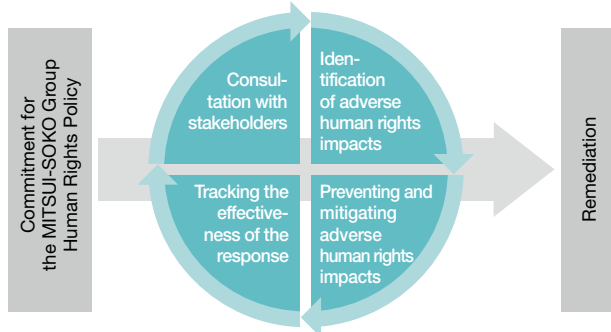 Commitment for
the MITSUI-SOKO Group
Human Rights Policy
Consul-
tation with
stakeholders
Iden-
tification
of adverse
human rights
impacts
Tracking the
effective-
ness of the
response
Preventing and
mitigating
adverse
human rights
impacts
Remediation